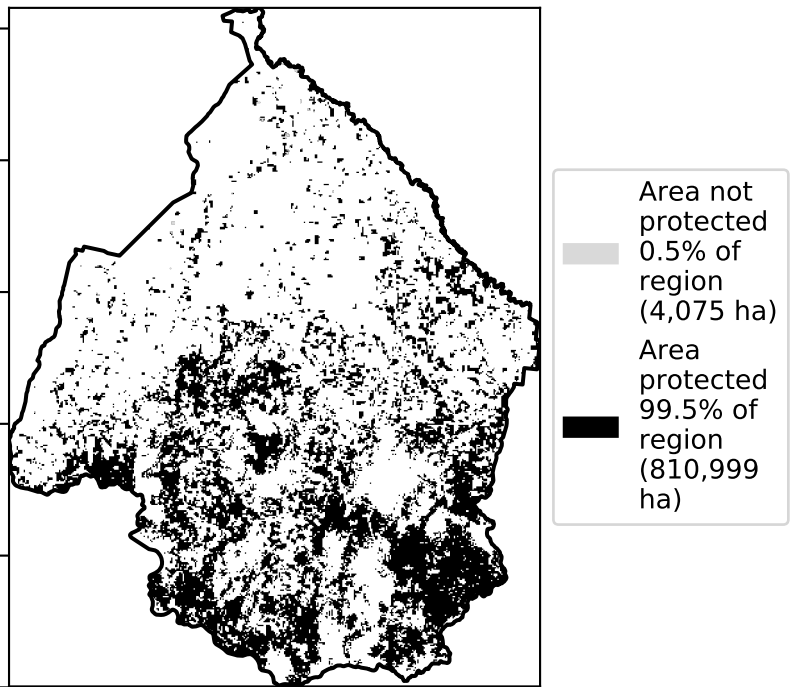 Area not
protected
0.5% of
region
(4,075 ha)
Area
protected
99.5% of
region
(810,999
ha)